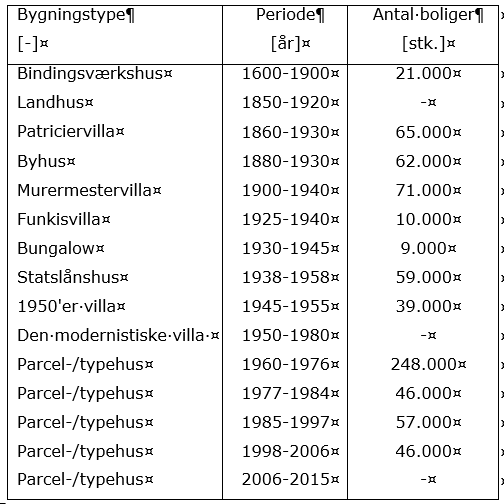 Bygningstype¶ Periode¶ Antal·boliger¶
[-]¤ [år]¤ [stk.]¤
Bindingsværkshus¤ 1600-1900¤ 21.000¤
Landhus¤ 1850-1920¤ -¤
Patriciervilla¤ 1860-1930¤ 65.000¤
Byhus¤ 1880-1930¤ 62.000¤
Murermestervilla¤ 1900-1940¤ 71.000¤
Funkisvilla¤ 1925-1940¤ 10.000¤
Bungalow¤ 1930-1945¤ 9.000¤
Statslånshus¤ 1938-1958¤ 59.000¤
1950'er·villa¤ 1945-1955¤ 39.000¤
Den·modernistiske·villa·¤ 1950-1980¤ -¤
Parcel-/typehus¤ 1960-1976¤ 248.000¤
Parcel-/typehus¤ 1977-1984¤ 46.000¤
Parcel-/typehus¤ 1985-1997¤ 57.000¤
Parcel-/typehus¤ 1998-2006¤ 46.000¤
Parcel-/typehus¤ 2006-2015¤ -¤